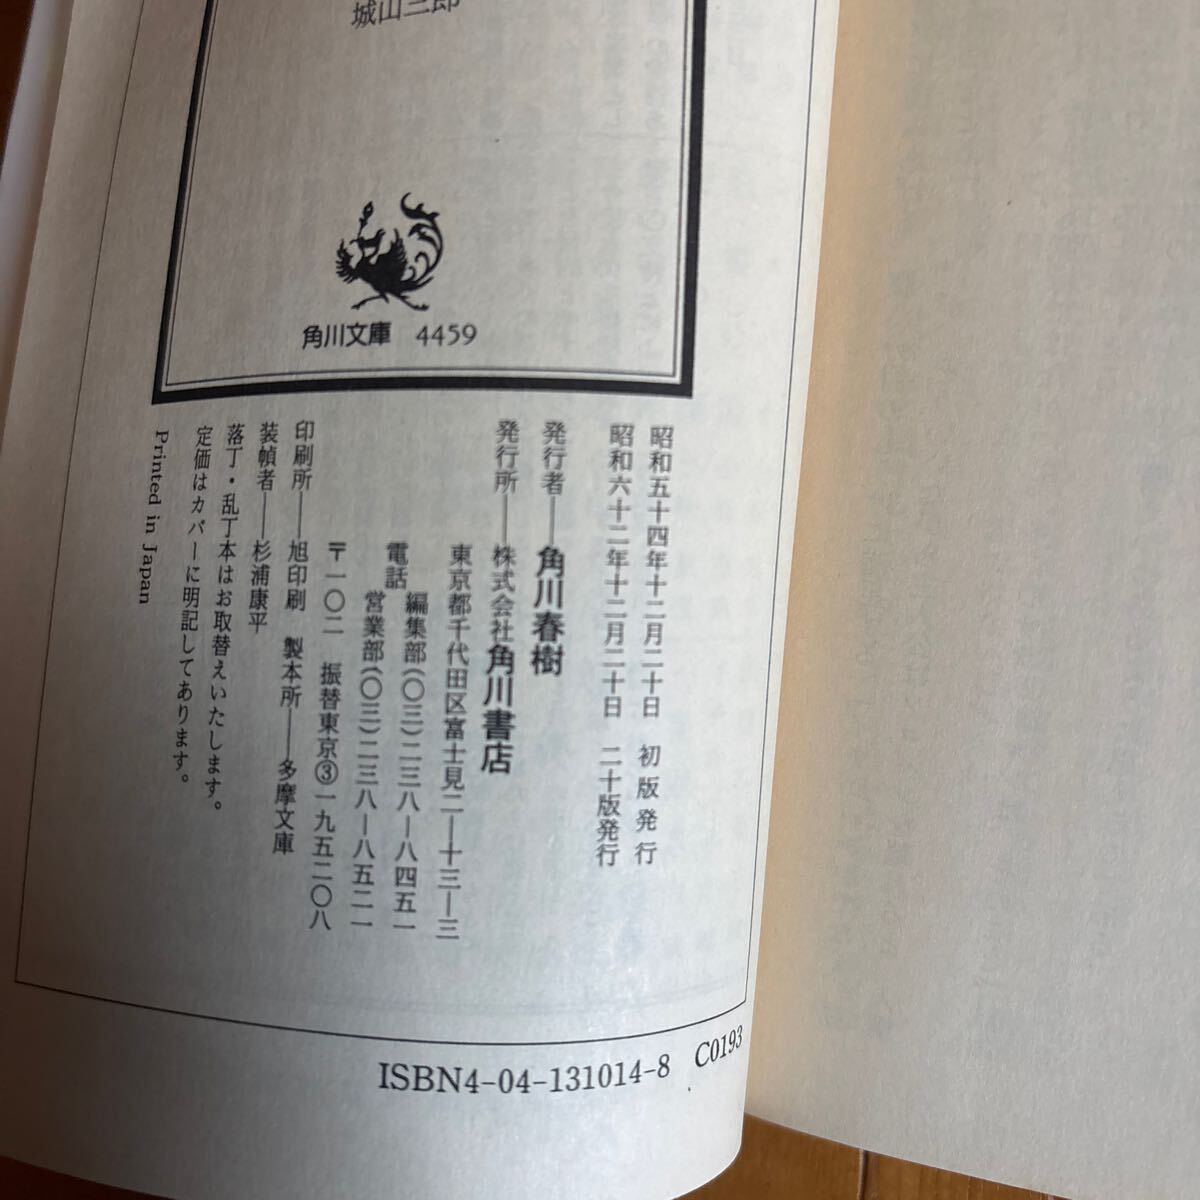 城山三郎
角川文庫 4459
昭和五十四年十二月二十日 初版発行
昭和六十二年十二月二十日 二十版発行
発行者――角川春樹
発行所――株式会社角川書店
東京都千代田区富士見二―十三―三
電話 編集部(〇三)二三八―八四五一
営業部(〇三)二三八―八五二一
〒一〇二 振替東京③一九五二〇八
印刷所――旭印刷 製本所――多摩文庫
装幀者――杉浦康平
落丁・乱丁本はお取替えいたします。
定価はカバーに明記してあります。
Printed in Japan
ISBN4-04-131014-8 C0193